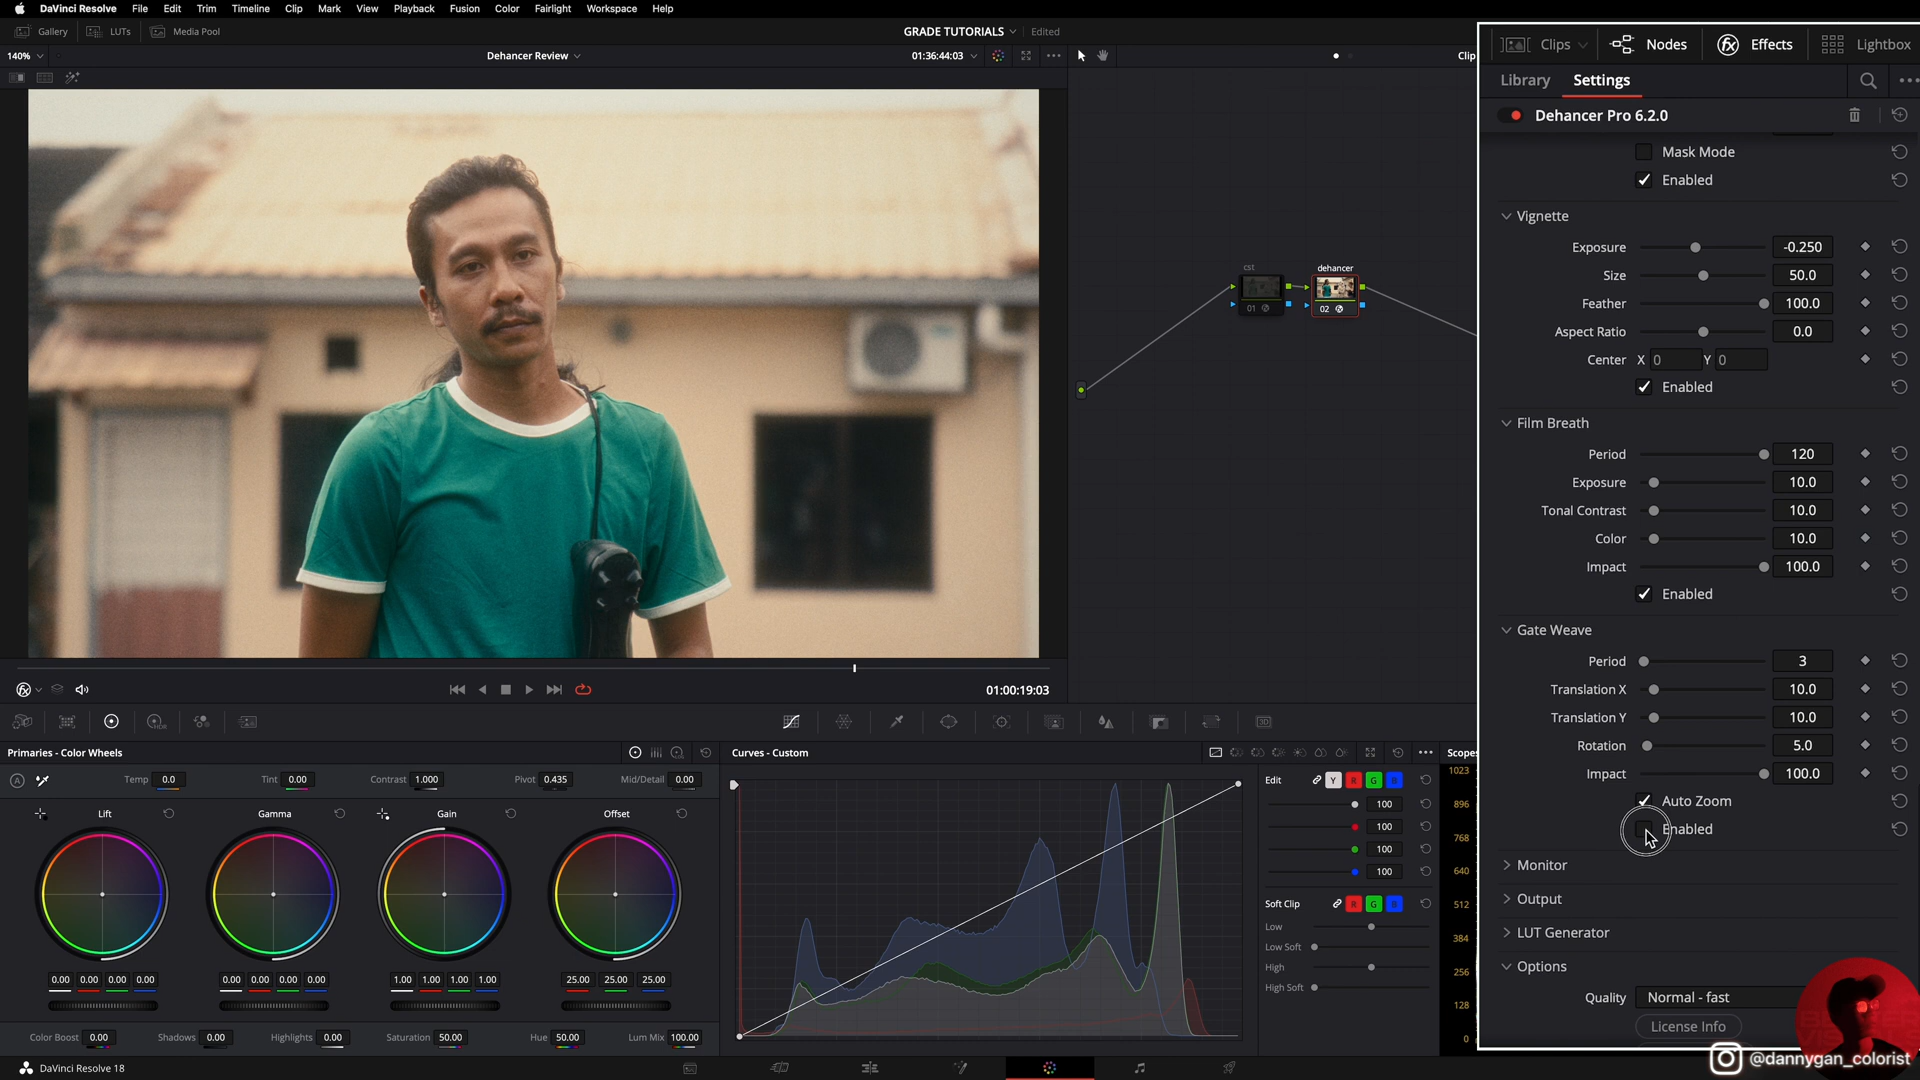 DaVinci Resolve File Edit Trim Timeline Clip Mark View Playback Fusion Color Fairlight Workspace Help
Gallery LUTs Media Pool GRADE TUTORIALS Edited
140% Dehancer Review 01:36:44:03 Clip
Clips Nodes Effects Lightbox
Library Settings
Dehancer Pro 6.2.0
Mask Mode
Enabled
Vignette
Exposure -0.250
Size 50.0
Feather 100.0
Aspect Ratio 0.0
Center X 0 Y 0
Enabled
Film Breath
Period 120
Exposure 10.0
Tonal Contrast 10.0
Color 10.0
Impact 100.0
Enabled
Gate Weave
Period 3
Translation X 10.0
Translation Y 10.0
Rotation 5.0
Impact 100.0
Auto Zoom
Enabled
Monitor
Output
LUT Generator
Options
Quality Normal - fast
License Info
@dannygan_colorist
cst
01
dehancer
02
01:00:19:03
Primaries - Color Wheels
Temp 0.0 Tint 0.00 Contrast 1.000 Pivot 0.435 Mid/Detail 0.00
Lift Gamma Gain Offset
0.00 0.00 0.00 0.00 0.00 0.00 0.00 0.00 1.00 1.00 1.00 1.00 25.00 25.00 25.00
Color Boost 0.00 Shadows 0.00 Highlights 0.00 Saturation 50.00 Hue 50.00 Lum Mix 100.00
Curves - Custom
Edit Y R G B
100
100
100
100
Soft Clip R G B
Low
Low Soft
High
High Soft
Scopes
1023
896
768
640
512
384
256
128
0
DaVinci Resolve 18